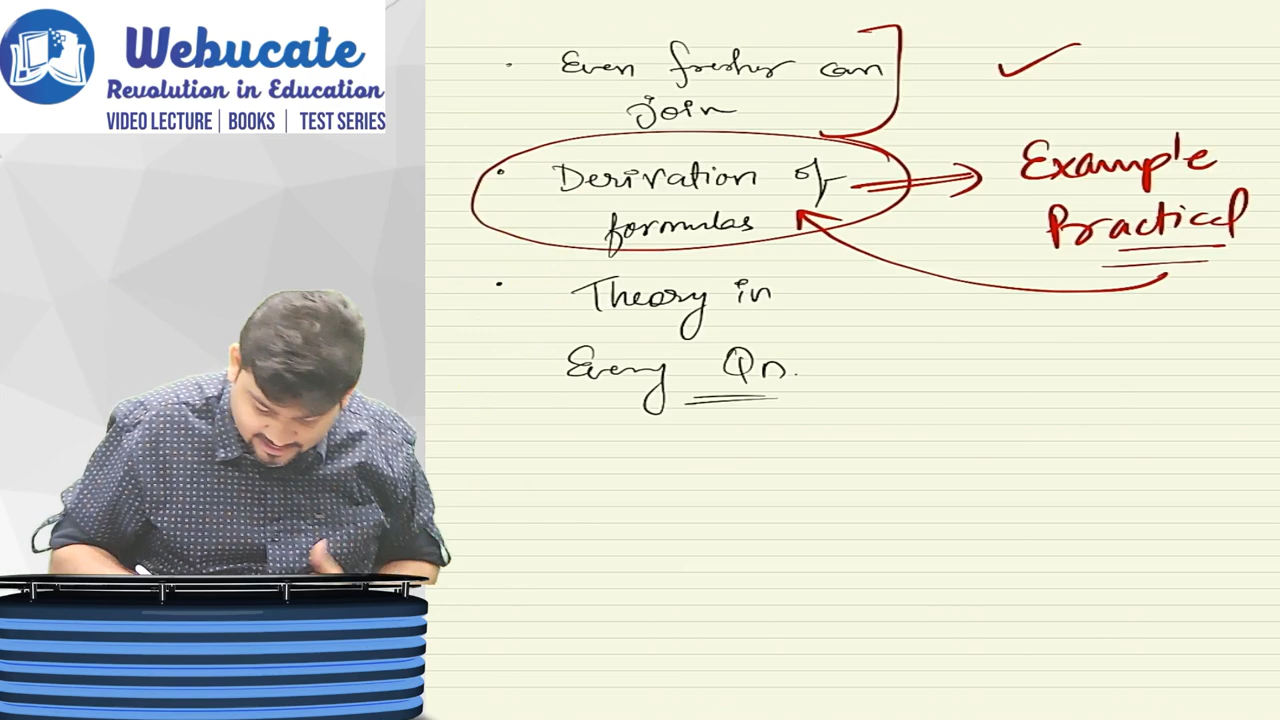 Webucate
Revolution in Education
VIDEO LECTURE | BOOKS | TEST SERIES
Even fresher can
join
Derivation of
formulas
Example
Practical
Theory in
Every Qn.